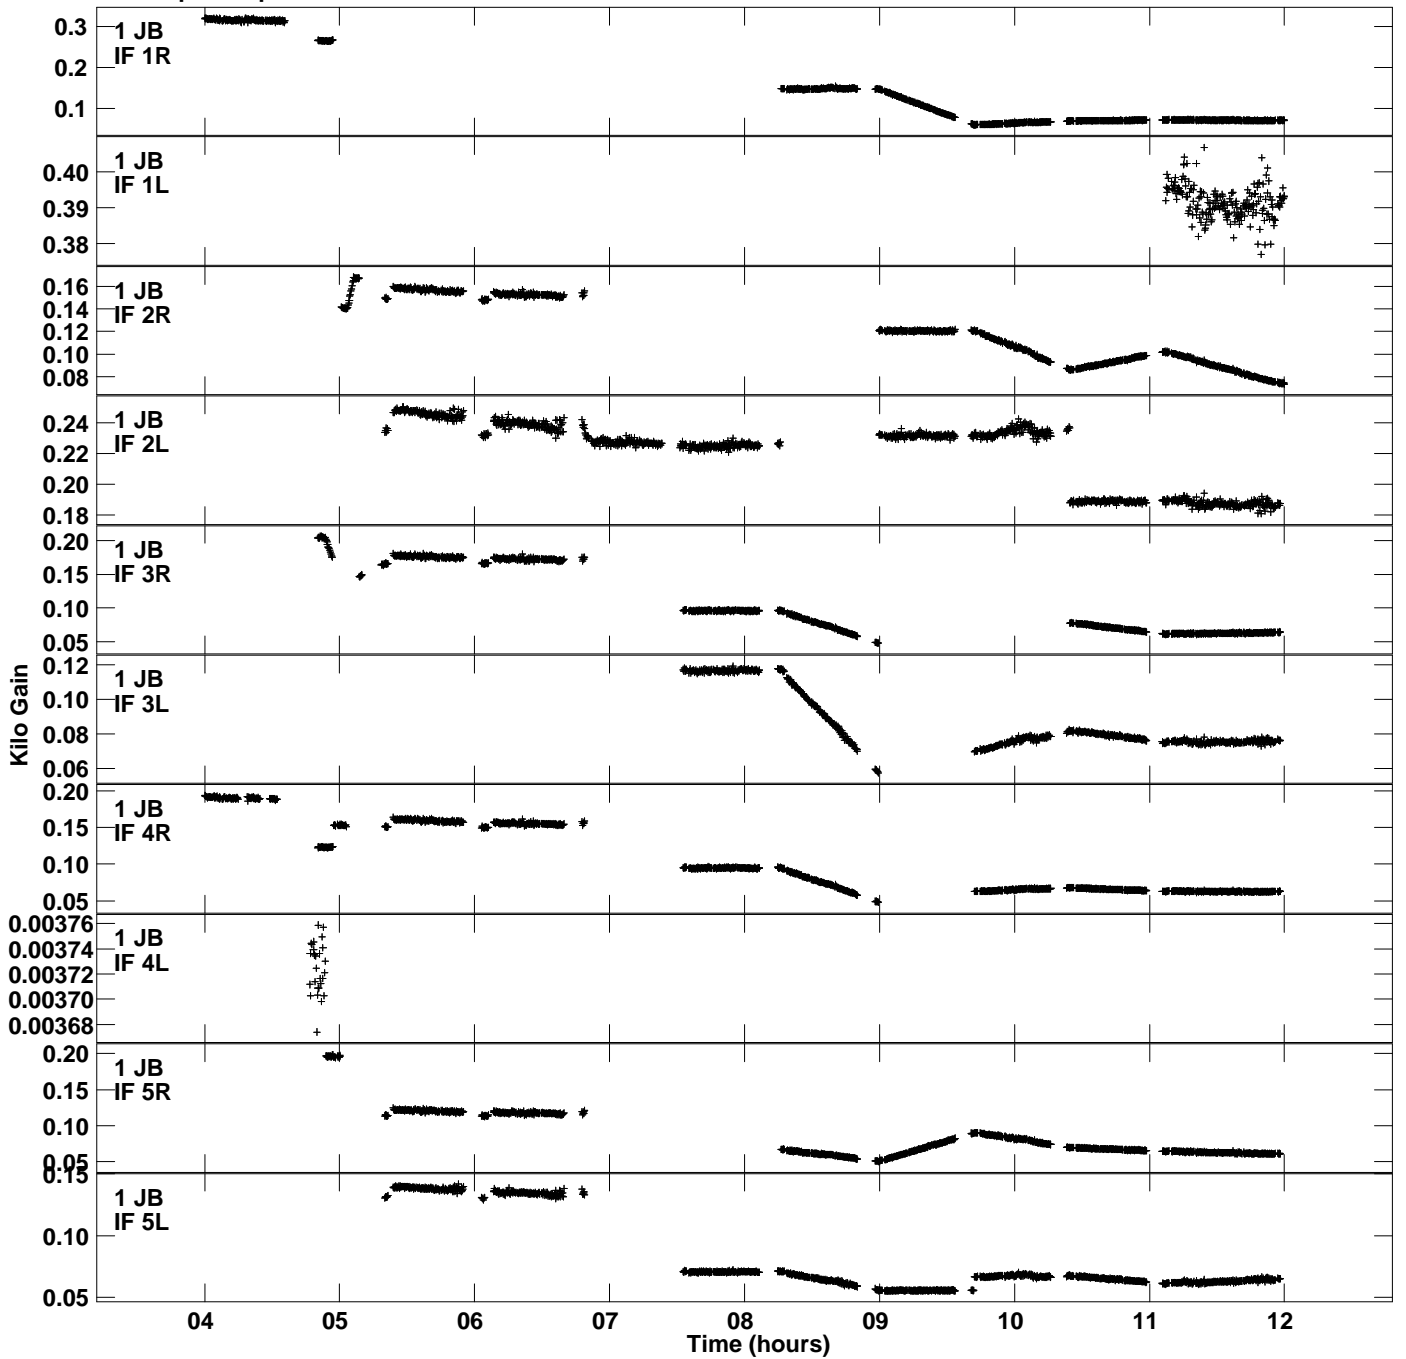 0.3
0.2
0.1
1 JB
IF 1R
0.40
0.39
0.38
1 JB
IF 1L
0.16
0.14
0.12
0.10
0.08
1 JB
IF 2R
0.24
0.22
0.20
0.18
1 JB
IF 2L
0.20
0.15
0.10
0.05
1 JB
IF 3R
0.12
0.10
0.08
0.06
1 JB
IF 3L
Kilo Gain
0.20
0.15
0.10
0.05
1 JB
IF 4R
0.00376
0.00374
0.00372
0.00370
0.00368
1 JB
IF 4L
0.20
0.15
0.10
0.05
1 JB
IF 5R
0.15
0.10
0.05
1 JB
IF 5L
04 05 06 07 08 09 10 11 12
Time (hours)